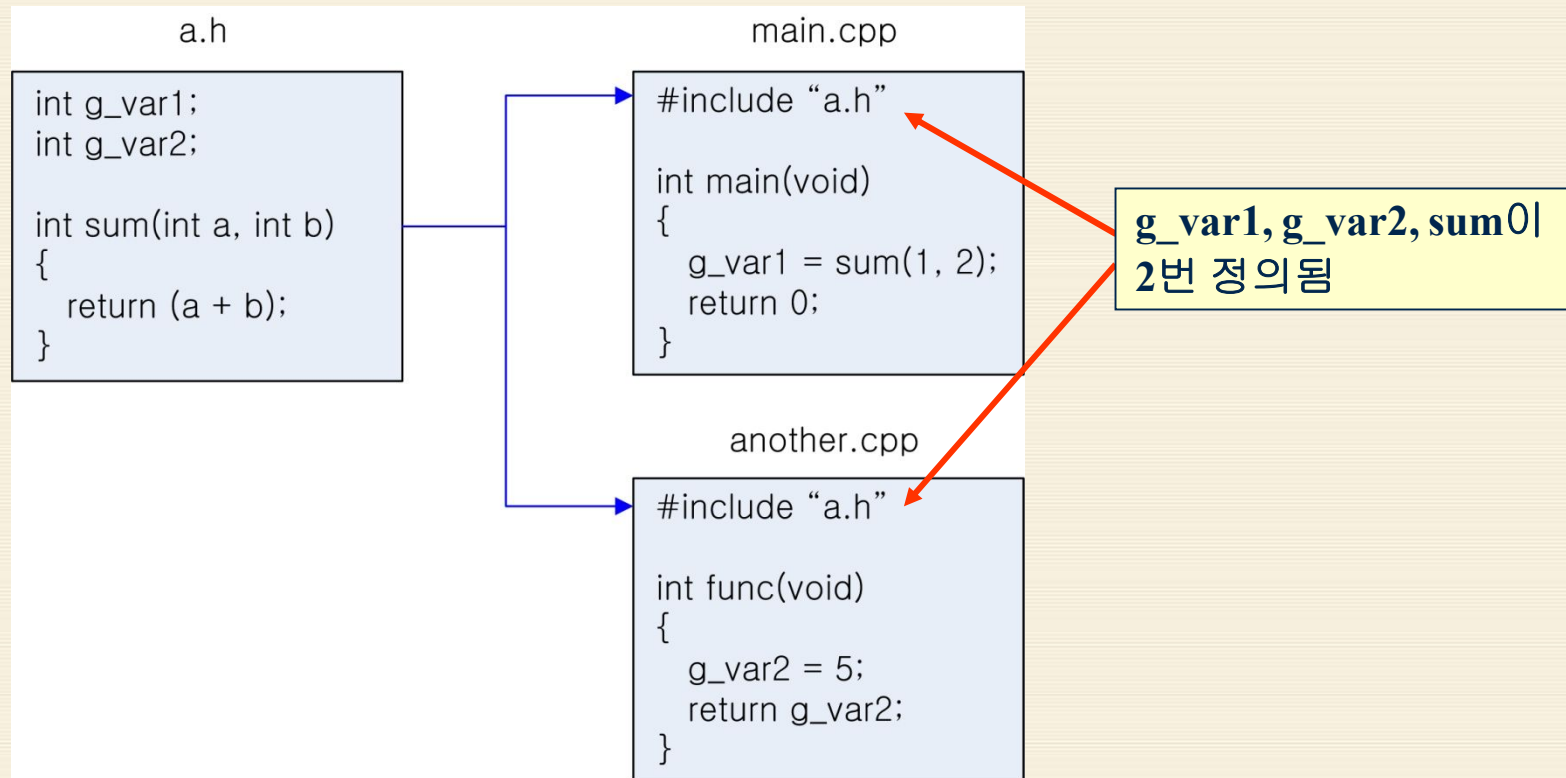 a.h
int g_var1;
int g_var2;
int sum(int a, int b)
{
return (a + b);
}
main.cpp
#include “a.h”
int main(void)
{
g_var1 = sum(1, 2);
return 0;
}
another.cpp
#include “a.h”
int func(void)
{
g_var2 = 5;
return g_var2;
}
g_var1, g_var2, sum이
2번 정의됨